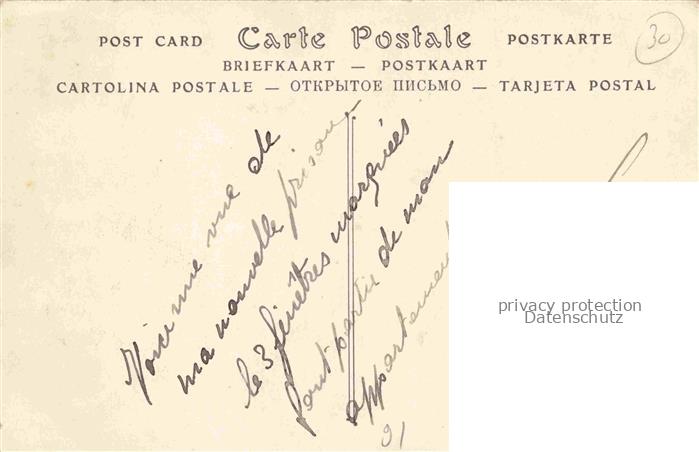 POST CARD Carte Postale POSTKARTE
BRIEFKAART — POSTKAART
CARTOLINA POSTALE — ОТКРЫТОЕ ПИСЬМО — TARJETA POSTAL
30
Voici une vue de
ma nouvelle prison
le 3 fenêtres marquées
font partie de mon
appartement
91
privacy protection
Datenschutz